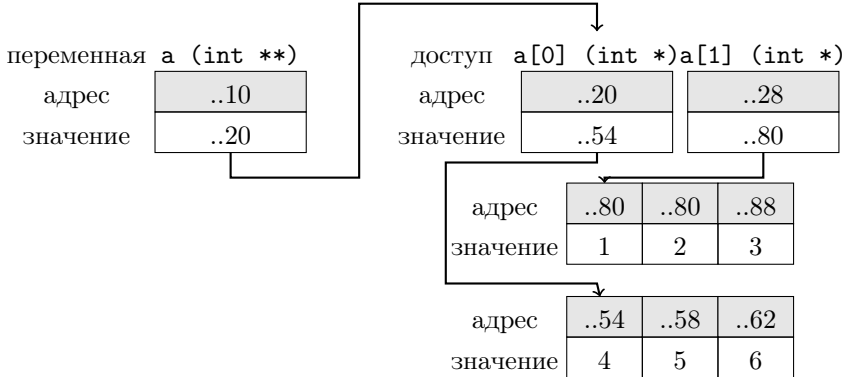 переменная a (int **) доступ a[0] (int *)a[1] (int *)
адрес ..10 адрес ..20 ..28
значение ..20 значение ..54 ..80
адрес ..80 ..80 ..88
значение 1 2 3
адрес ..54 ..58 ..62
значение 4 5 6